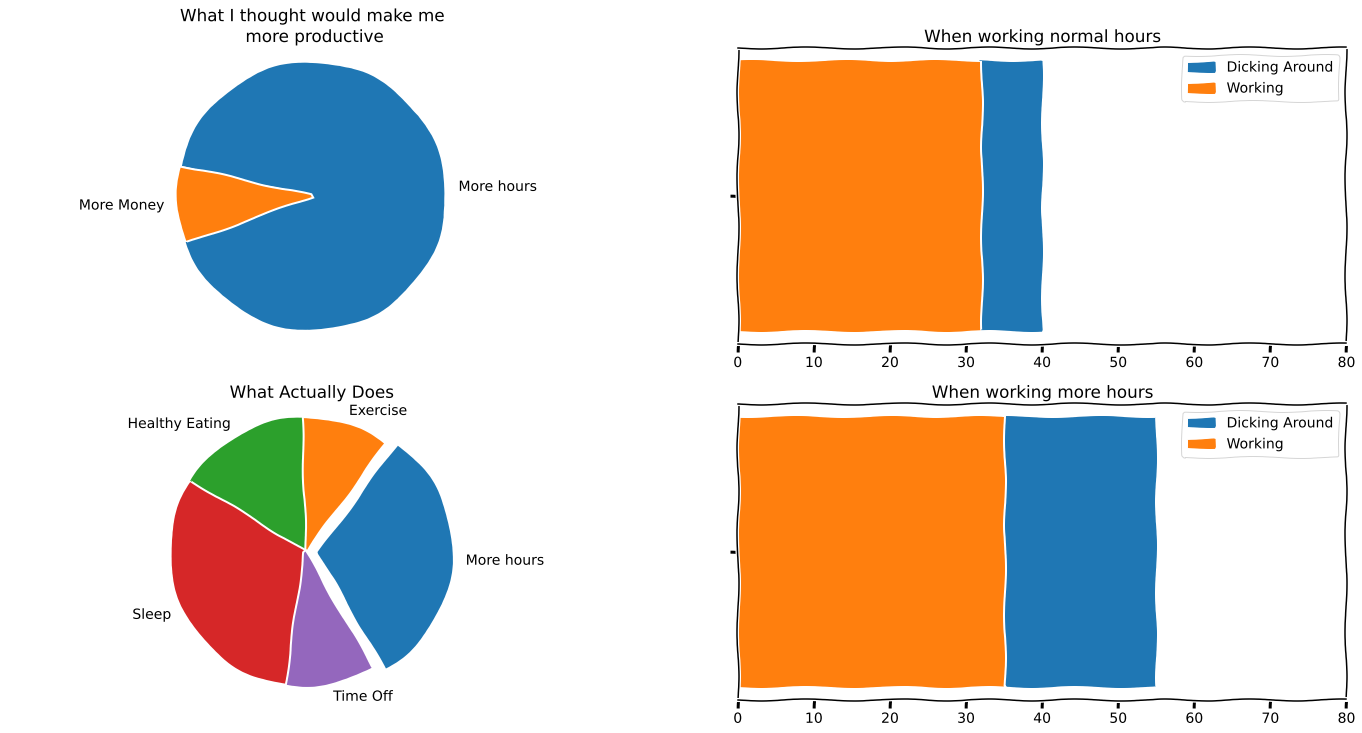 What I thought would make me
more productive
More hours
More Money
When working normal hours
Dicking Around
Working
0 10 20 30 40 50 60 70 80
What Actually Does
Exercise
Healthy Eating
More hours
Sleep
Time Off
When working more hours
Dicking Around
Working
0 10 20 30 40 50 60 70 80